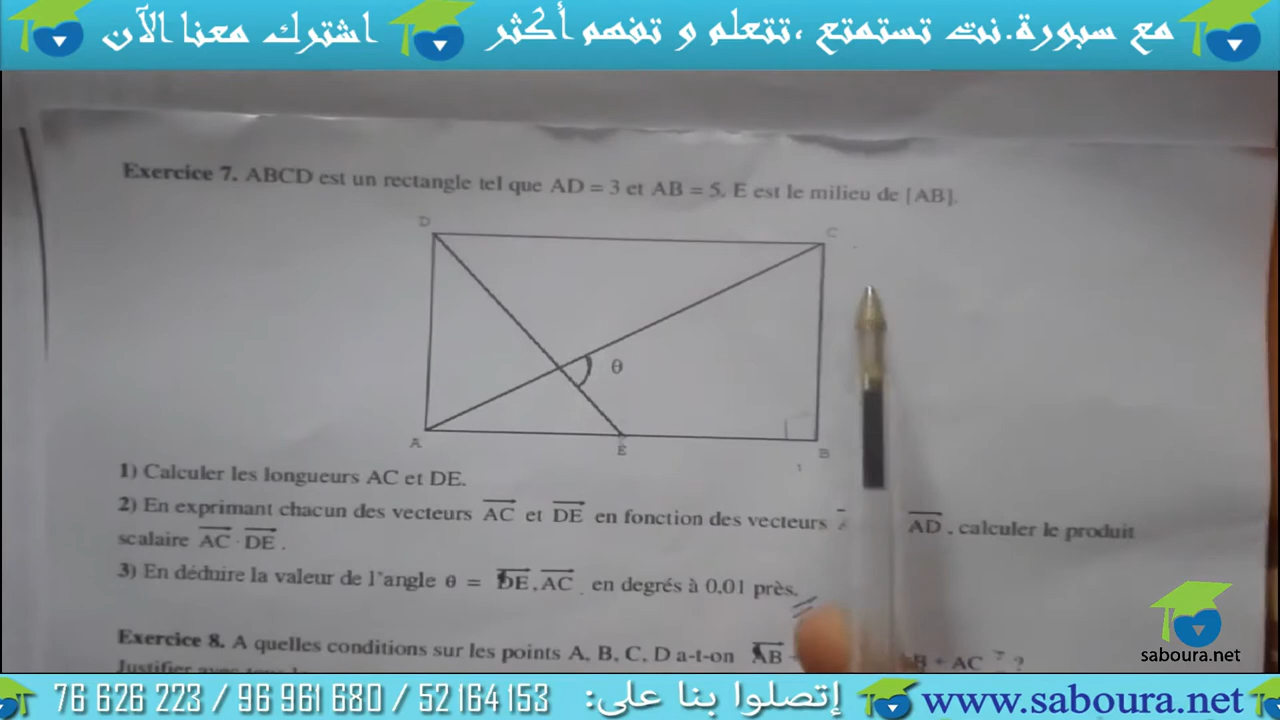 مع سبورة.نت تستمتع ،تتعلم و تفهم أكثر اشترك معنا الآن
Exercice 7. ABCD est un rectangle tel que AD = 3 et AB = 5. E est le milieu de [AB].
D
C
θ
A
E
B
1) Calculer les longueurs AC et DE.
2) En exprimant chacun des vecteurs AC et DE en fonction des vecteurs AD , calculer le produit
scalaire AC · DE .
3) En déduire la valeur de l'angle θ = DE, AC en degrés à 0,01 près.
Exercice 8. A quelles conditions sur les points A, B, C, D a-t-on AB + AC ?
Justifier
saboura.net
76 626 223 / 96 961 680 / 52 164 153 إتصلوا بنا على: www.saboura.net